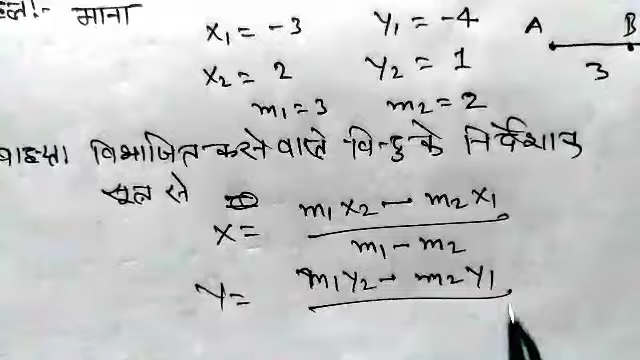 हल:- माना x₁ = -3 y₁ = -4 A B
x₂ = 2 y₂ = 1 3
m₁ = 3 m₂ = 2
बाह्यतः विभाजित करने वाले बिन्दु के निर्देशांक
सूत्र से
x = m₁x₂ - m₂x₁ / m₁ - m₂
y = m₁y₂ - m₂y₁